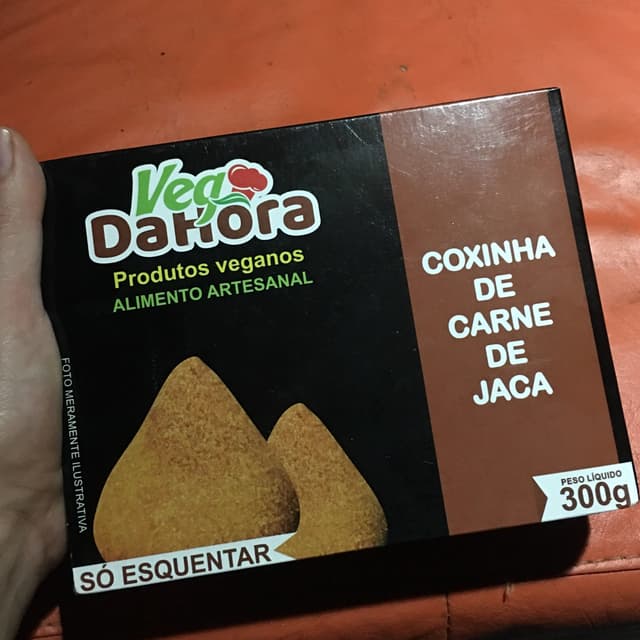 Veg
DaHora
Produtos veganos
ALIMENTO ARTESANAL
COXINHA
DE
CARNE
DE
JACA
FOTO MERAMENTE ILUSTRATIVA
SÓ ESQUENTAR
PESO LÍQUIDO
300g